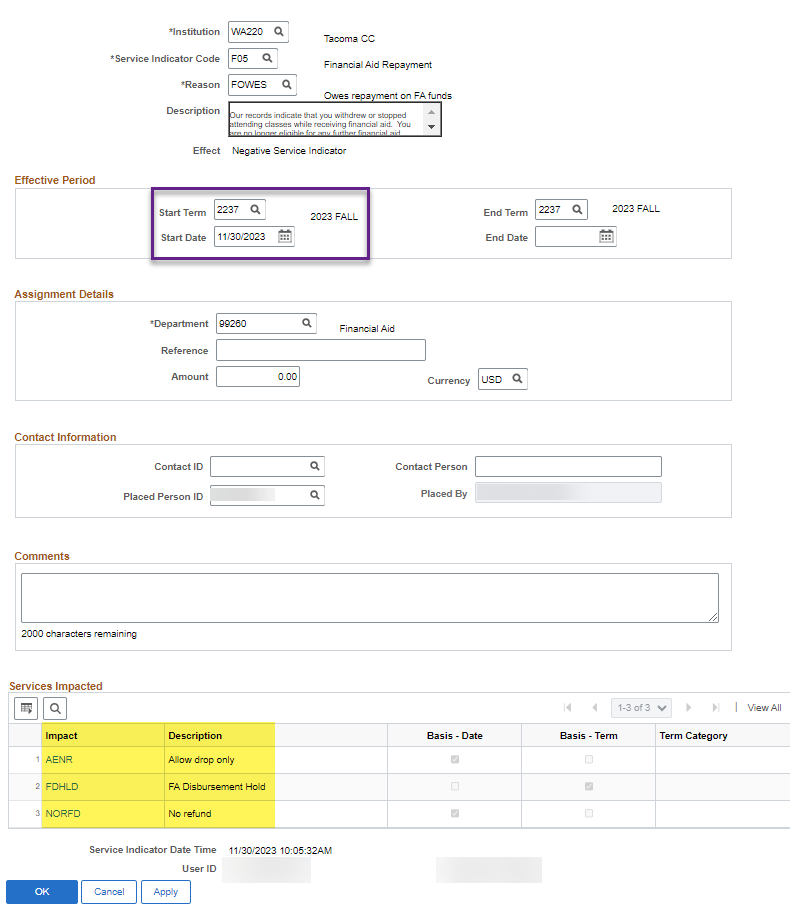 *Institution WA220 Tacoma CC
*Service Indicator Code F05 Financial Aid Repayment
*Reason FOWES Owes repayment on FA funds
Description Our records indicate that you withdrew or stopped
attending classes while receiving financial aid. You
are no longer eligible for any further financial aid
Effect Negative Service Indicator
Effective Period
Start Term 2237 2023 FALL End Term 2237 2023 FALL
Start Date 11/30/2023 End Date
Assignment Details
*Department 99260 Financial Aid
Reference
Amount 0.00 Currency USD
Contact Information
Contact ID Contact Person
Placed Person ID Placed By
Comments
2000 characters remaining
Services Impacted
1-3 of 3 | View All
Impact Description Basis - Date Basis - Term Term Category
1 AENR Allow drop only
2 FDHLD FA Disbursement Hold
3 NORFD No refund
Service Indicator Date Time 11/30/2023 10:05:32AM
User ID
OK Cancel Apply